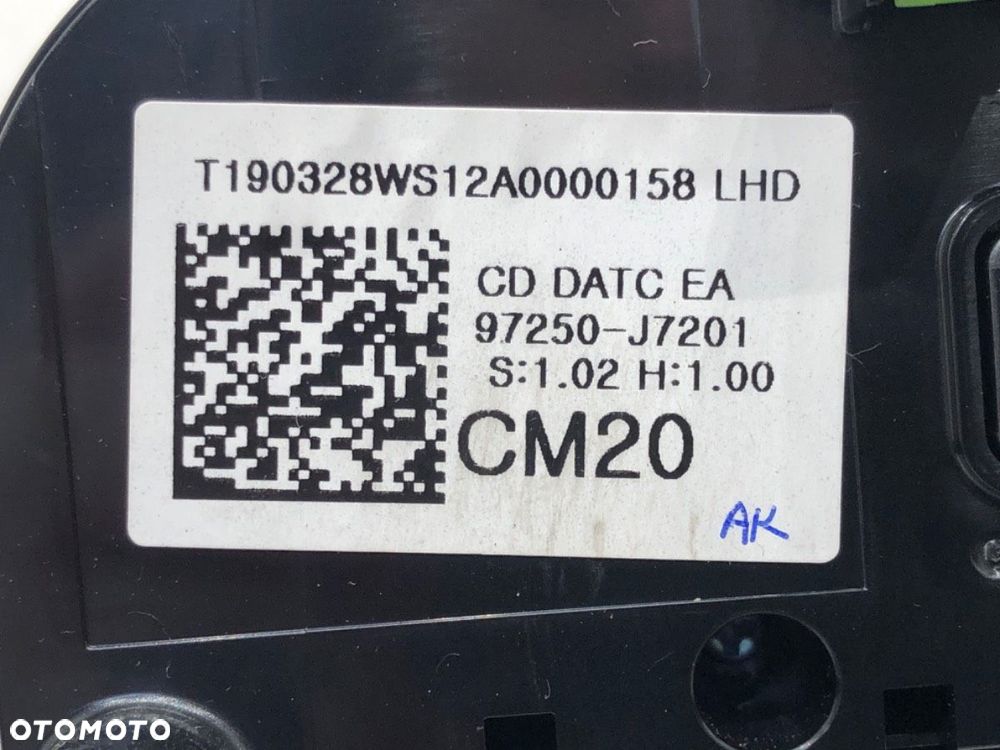 T190328WS12A0000158 LHD
CD DATC EA
97250-J7201
S:1.02 H:1.00
CM20
AK
OTOMOTO